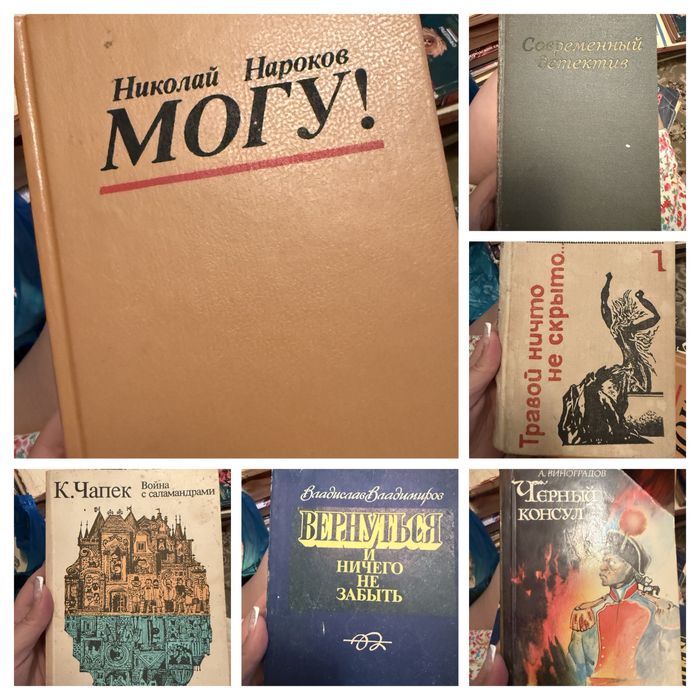 Николай Нароков
МОГУ!
Современный
детектив
Травой ничто
не скрыто...
1
К. Чапек
Война
с саламандрами
Владислав Владимиров
ВЕРНУТЬСЯ
И
НИЧЕГО
НЕ
ЗАБЫТЬ
А. ВИНОГРАДОВ
ЧЕРНЫЙ
КОНСУЛ